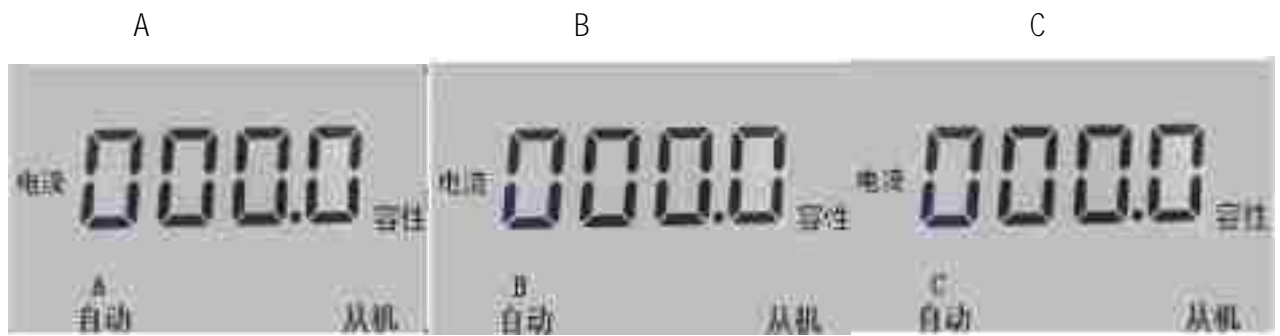 A B C
电流 000.0 容性 电流 000.0 容性 电流 000.0 容性
A B C
自动 从机 自动 从机 自动 从机